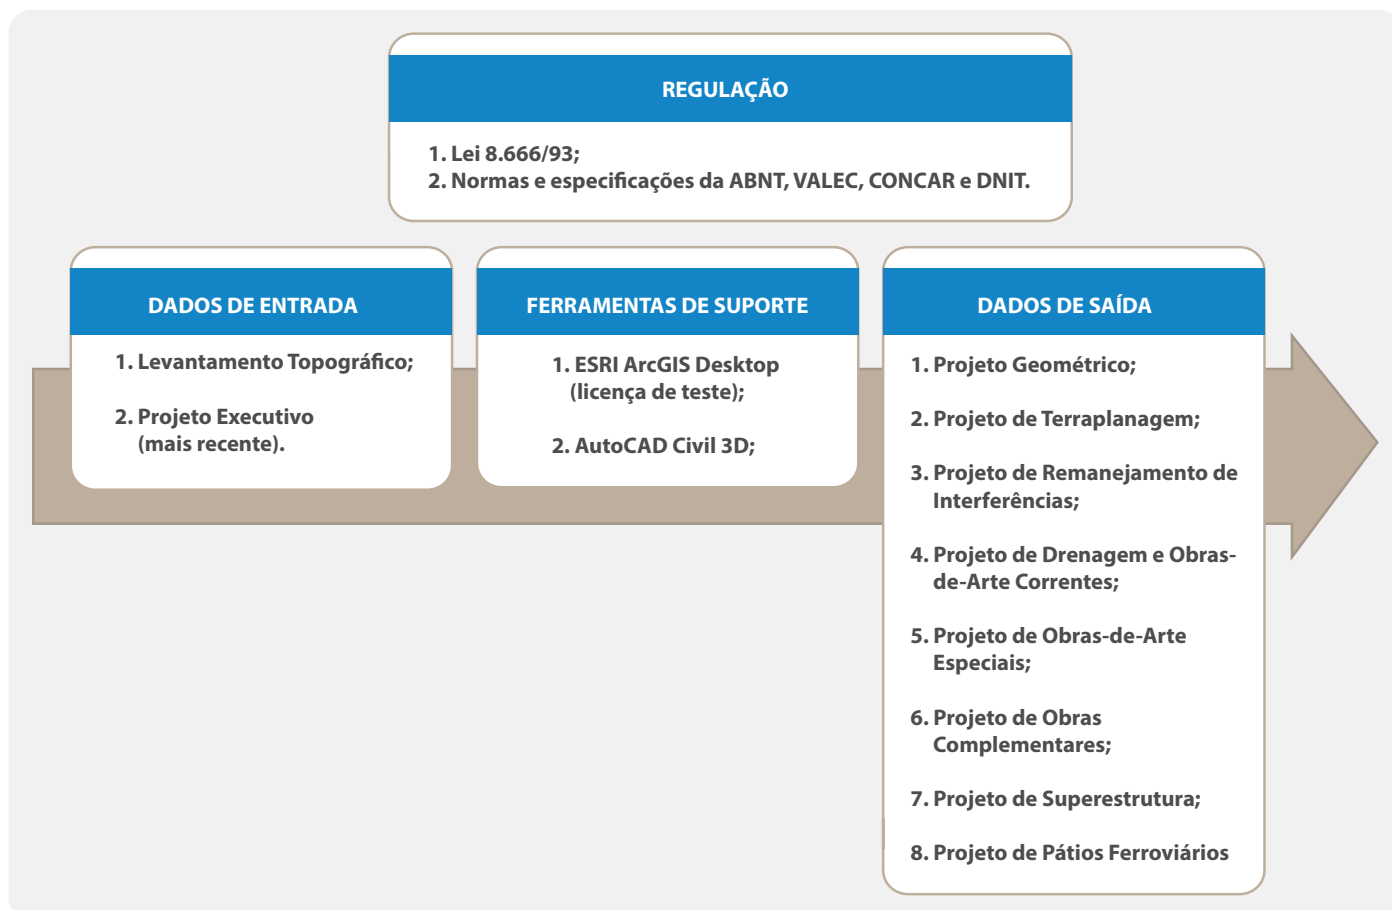 REGULAÇÃO
1. Lei 8.666/93;
2. Normas e especificações da ABNT, VALEC, CONCAR e DNIT.
DADOS DE ENTRADA
1. Levantamento Topográfico;
2. Projeto Executivo
(mais recente).
FERRAMENTAS DE SUPORTE
1. ESRI ArcGIS Desktop
(licença de teste);
2. AutoCAD Civil 3D;
DADOS DE SAÍDA
1. Projeto Geométrico;
2. Projeto de Terraplanagem;
3. Projeto de Remanejamento de
Interferências;
4. Projeto de Drenagem e Obras-
de-Arte Correntes;
5. Projeto de Obras-de-Arte
Especiais;
6. Projeto de Obras
Complementares;
7. Projeto de Superestrutura;
8. Projeto de Pátios Ferroviários